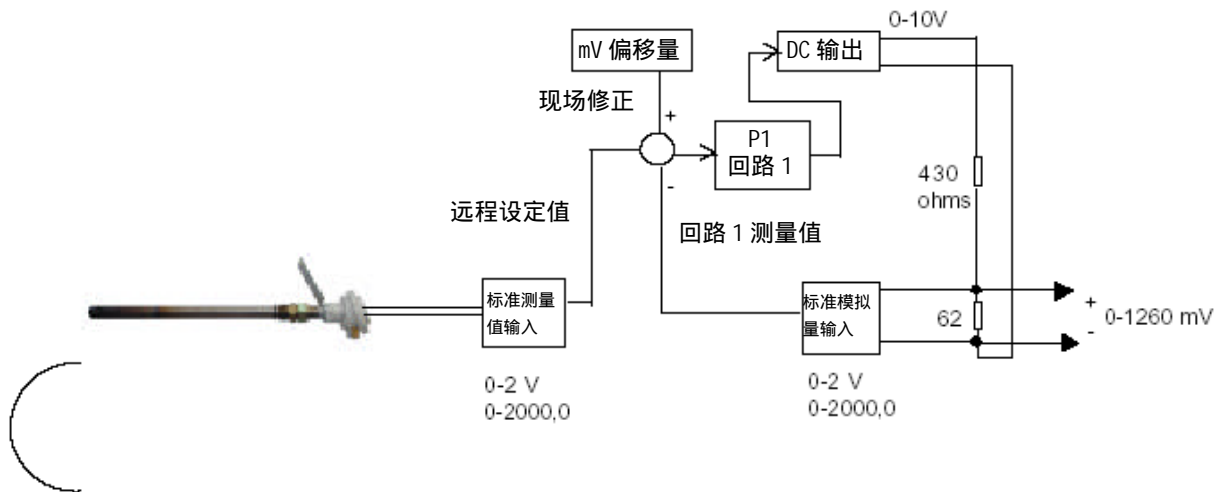 0-10V
mV 偏移量
DC 输出
现场修正
+
P1
回路 1
-
430
ohms
远程设定值
回路 1 测量值
标准测量
值输入
标准模拟
量输入
62
+
0-1260 mV
-
0-2 V
0-2000,0
0-2 V
0-2000,0